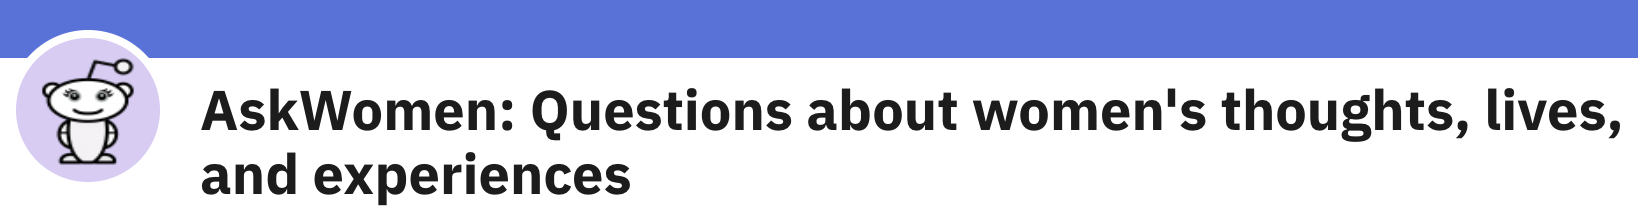 AskWomen: Questions about women's thoughts, lives,
and experiences